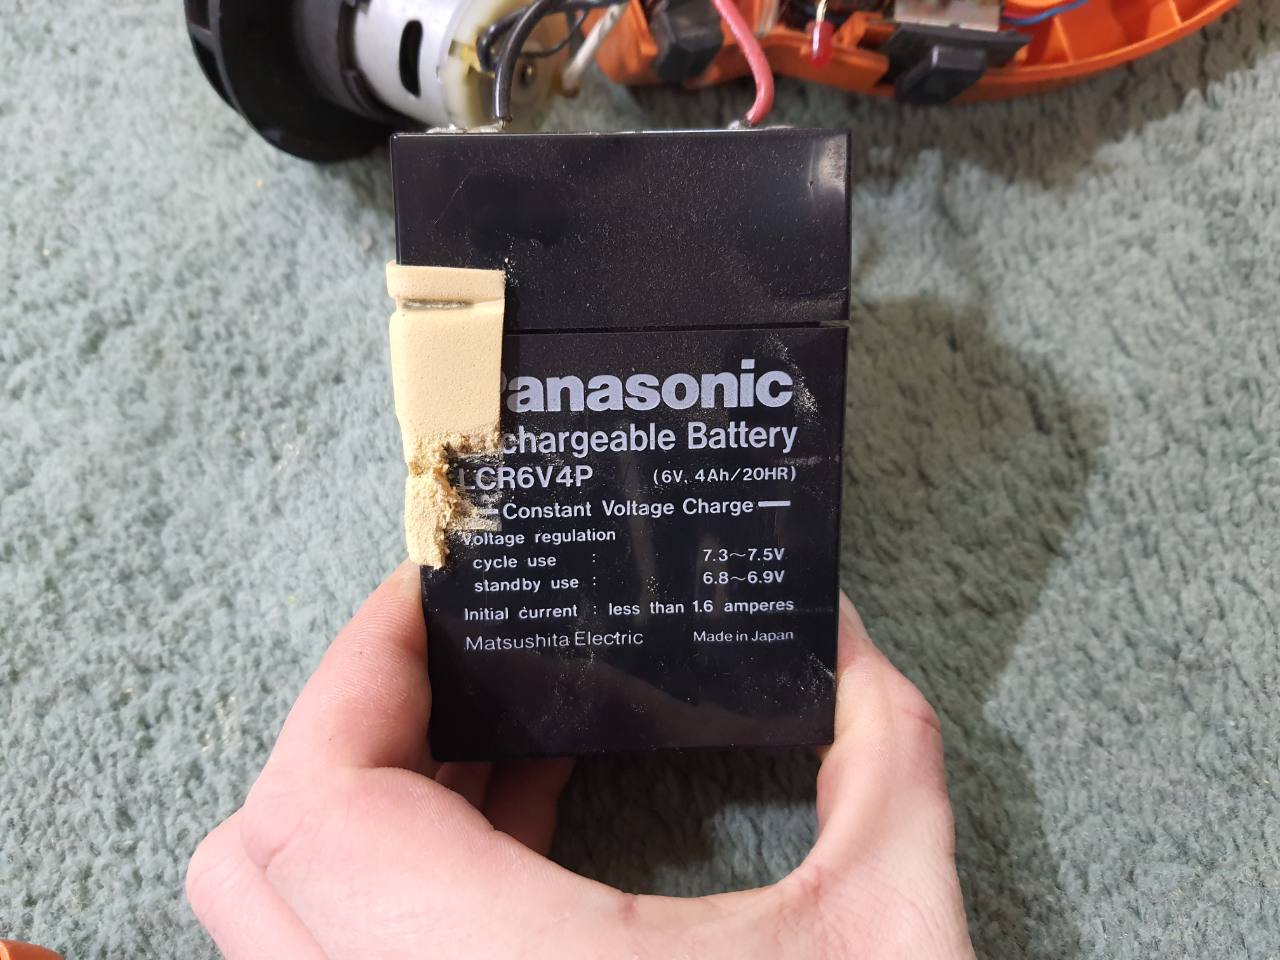 Panasonic
chargeable Battery
LCR6V4P (6V, 4Ah/20HR)
Constant Voltage Charge
Voltage regulation
cycle use : 7.3~7.5V
standby use : 6.8~6.9V
Initial current : less than 1.6 amperes
Matsushita Electric Made in Japan